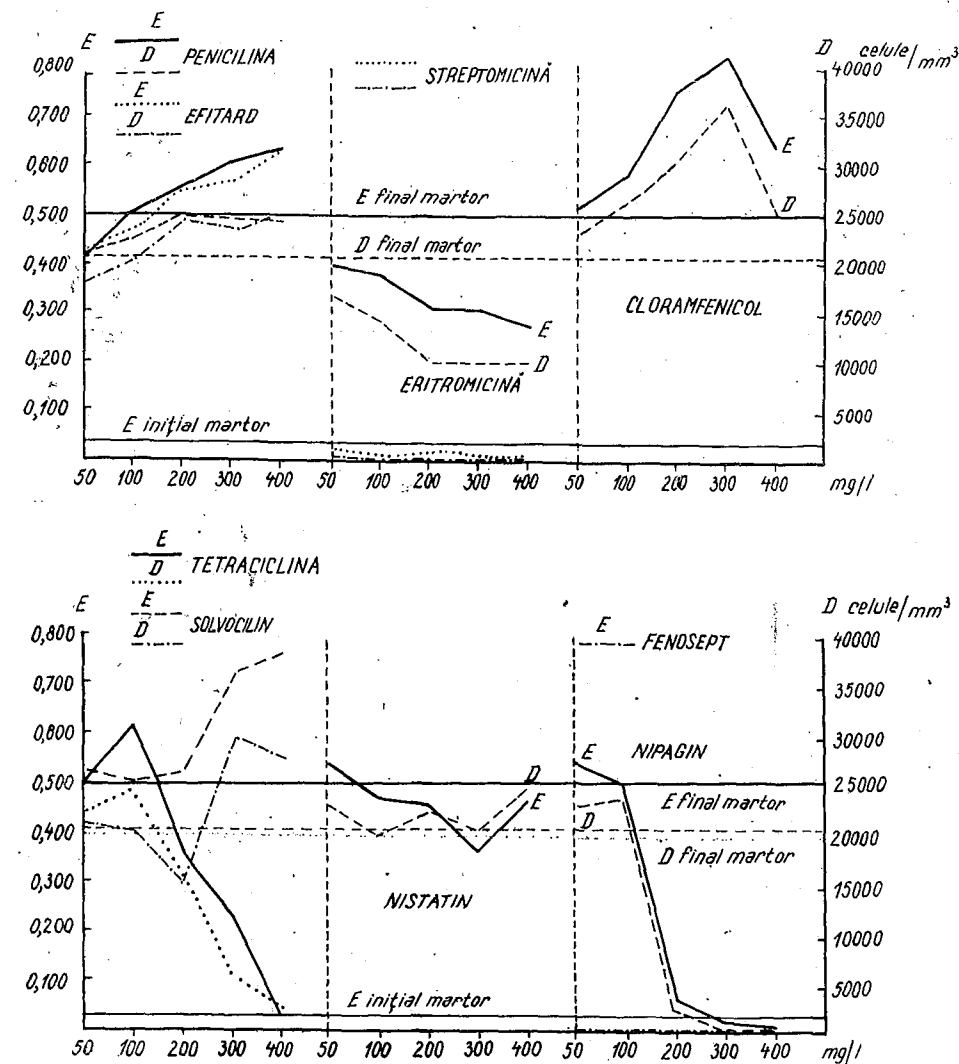 E
E
D PENICILINA
E
D EFITARD
STREPTOMICINĂ
D celule/mm³
0,800
0,700
0,600
0,500
0,400
0,300
0,200
0,100
40000
35000
30000
25000
20000
15000
10000
5000
E final martor
D final martor
E
D
E
D
ERITROMICINĂ
CLORAMFENICOL
E inițial martor
50 100 200 300 400 50 100 200 300 400 50 100 200 300 400 mg/l
E
E
D TETRACICLINA
E
D SOLVOCILIN
E
FENOSEPT
D celule/mm³
0,800
0,700
0,600
0,500
0,400
0,300
0,200
0,100
40000
35000
30000
25000
20000
15000
10000
5000
E NIPAGIN
D
E
E final martor
D
D final martor
NISTATIN
E inițial martor
50 100 200 300 400 50 100 200 300 400 50 100 200 300 400 mg/l